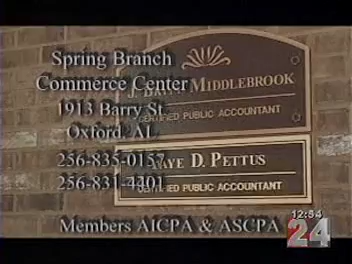 Spring Branch
Commerce Center
1913 Barry St.
Oxford, AL
256-835-0157
256-831-4301
Members AICPA & ASCPA
MIDDLEBROOK
CERTIFIED PUBLIC ACCOUNTANT
D. PETTUS
CERTIFIED PUBLIC ACCOUNTANT
12:54
24